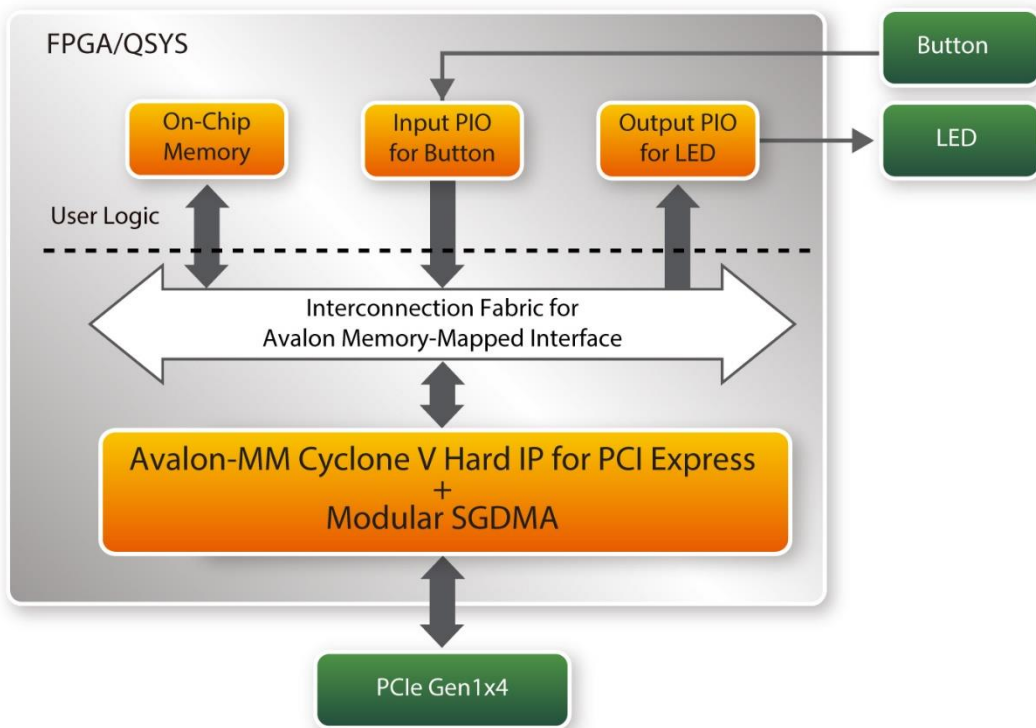 FPGA/QSYS
Button
On-Chip
Memory
Input PIO
for Button
Output PIO
for LED
LED
User Logic
Interconnection Fabric for
Avalon Memory-Mapped Interface
Avalon-MM Cyclone V Hard IP for PCI Express
+
Modular SGDMA
PCIe Gen1x4